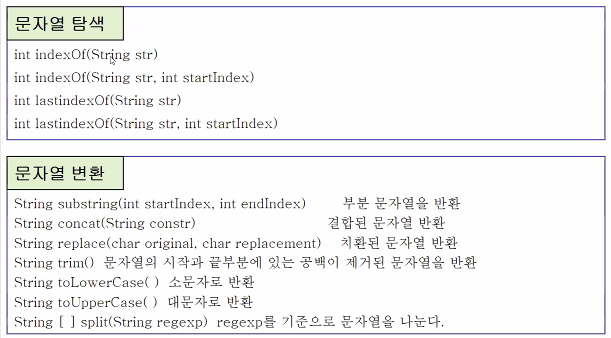 문자열 탐색
int indexOf(String str)
int indexOf(String str, int startIndex)
int lastindexOf(String str)
int lastindexOf(String str, int startIndex)
문자열 변환
String substring(int startIndex, int endIndex) 부분 문자열을 반환
String concat(String constr) 결합된 문자열 반환
String replace(char original, char replacement) 치환된 문자열 반환
String trim() 문자열의 시작과 끝부분에 있는 공백이 제거된 문자열을 반환
String toLowerCase( ) 소문자로 반환
String toUpperCase( ) 대문자로 반환
String [ ] split(String regexp) regexp를 기준으로 문자열을 나눈다.